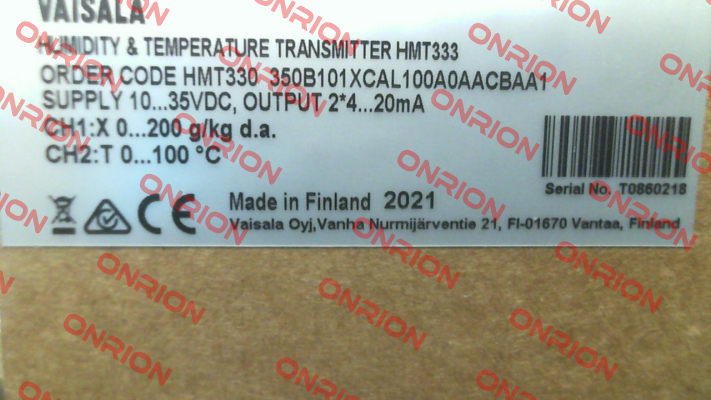 VAISALA
HUMIDITY & TEMPERATURE TRANSMITTER HMT333
ORDER CODE HMT330 350B101XCAL100A0AACBAA1
SUPPLY 10...35VDC, OUTPUT 2*4...20mA
CH1:X 0...200 g/kg d.a.
CH2:T 0...100 °C
Serial No. T0860218
Made in Finland 2021
Vaisala Oyj,Vanha Nurmijärventie 21, FI-01670 Vantaa, Finland
CE
ONRION